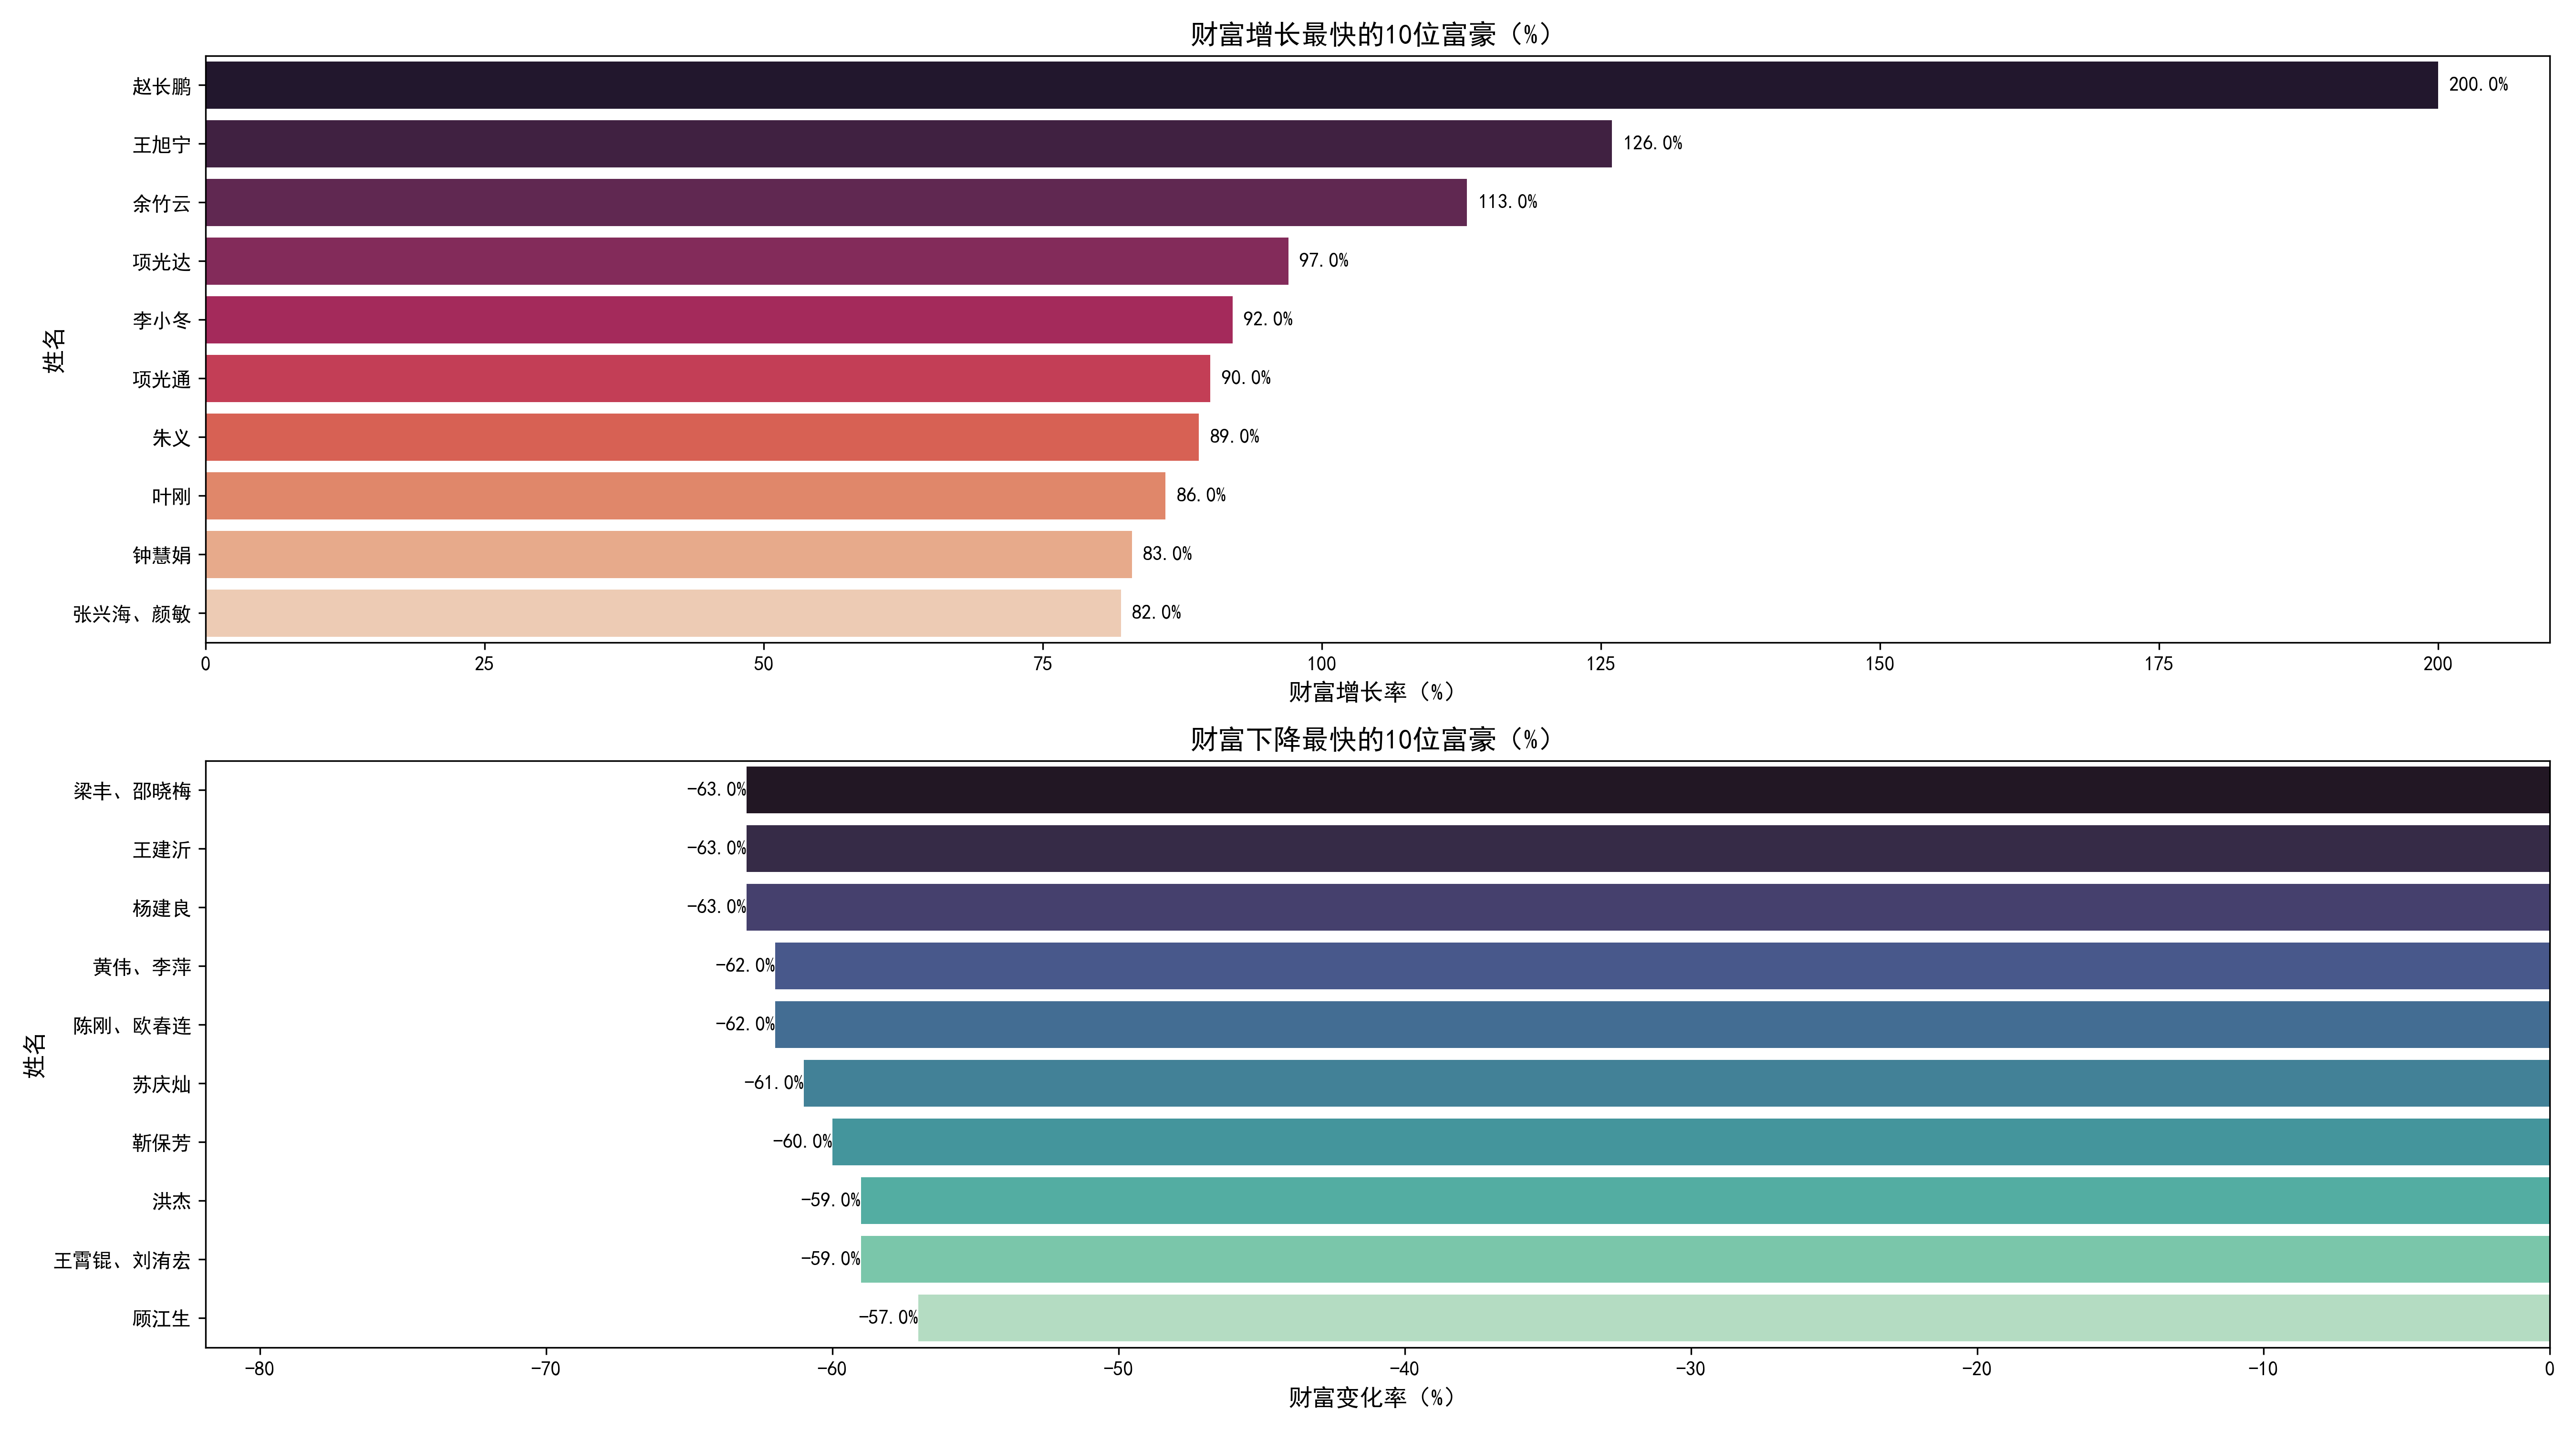 财富增长最快的10位富豪（%）
姓名
赵长鹏 200.0%
王旭宁 126.0%
余竹云 113.0%
项光达 97.0%
李小冬 92.0%
项光通 90.0%
朱义 89.0%
叶刚 86.0%
钟慧娟 83.0%
张兴海、颜敏 82.0%
0 25 50 75 100 125 150 175 200
财富增长率（%）
财富下降最快的10位富豪（%）
姓名
梁丰、邵晓梅 −63.0%
王建沂 −63.0%
杨建良 −63.0%
黄伟、李萍 −62.0%
陈刚、欧春连 −62.0%
苏庆灿 −61.0%
靳保芳 −60.0%
洪杰 −59.0%
王霄锟、刘洧宏 −59.0%
顾江生 −57.0%
−80 −70 −60 −50 −40 −30 −20 −10 0
财富变化率（%）